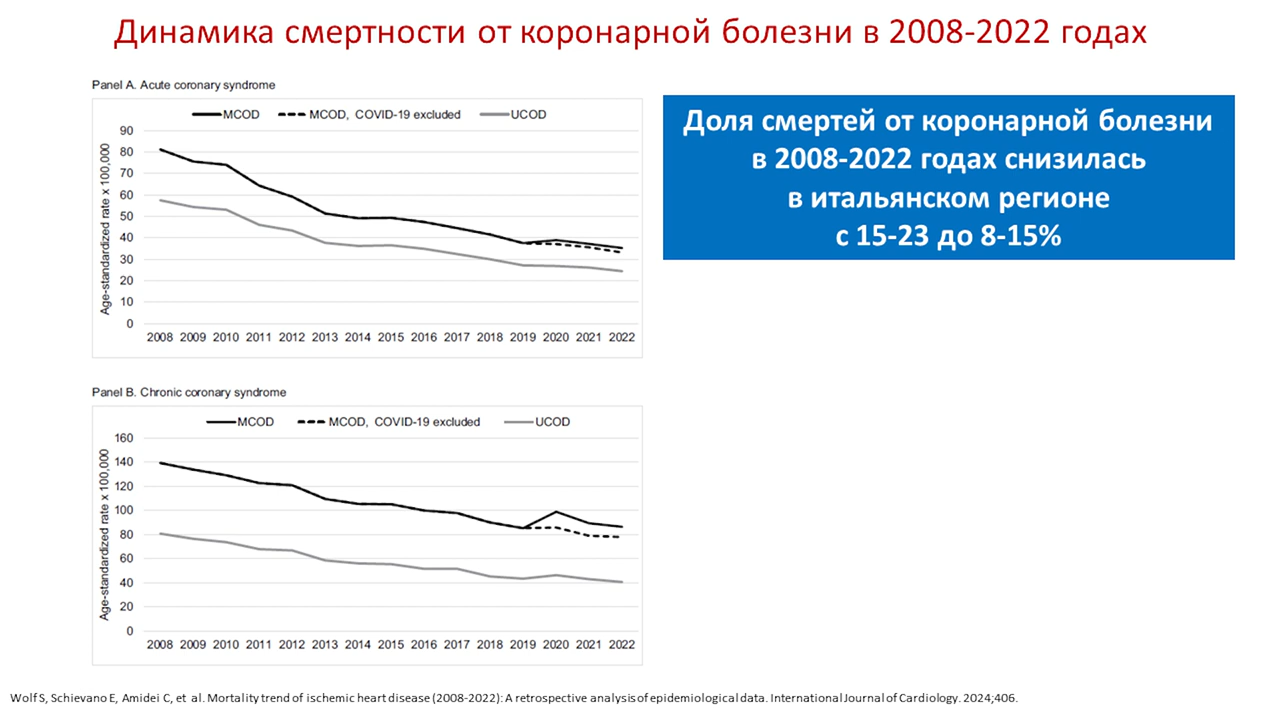 Динамика смертности от коронарной болезни в 2008-2022 годах
Panel A. Acute coronary syndrome
MCOD MCOD, COVID-19 excluded UCOD
Age-standardized rate x 100,000
90
80
70
60
50
40
30
20
10
0
2008 2009 2010 2011 2012 2013 2014 2015 2016 2017 2018 2019 2020 2021 2022
Доля смертей от коронарной болезни
в 2008-2022 годах снизилась
в итальянском регионе
с 15-23 до 8-15%
Panel B. Chronic coronary syndrome
MCOD MCOD, COVID-19 excluded UCOD
Age-standardized rate x 100,000
160
140
120
100
80
60
40
20
0
2008 2009 2010 2011 2012 2013 2014 2015 2016 2017 2018 2019 2020 2021 2022
Wolf S, Schievano E, Amidei C, et al. Mortality trend of ischemic heart disease (2008-2022): A retrospective analysis of epidemiological data. International Journal of Cardiology. 2024;406.